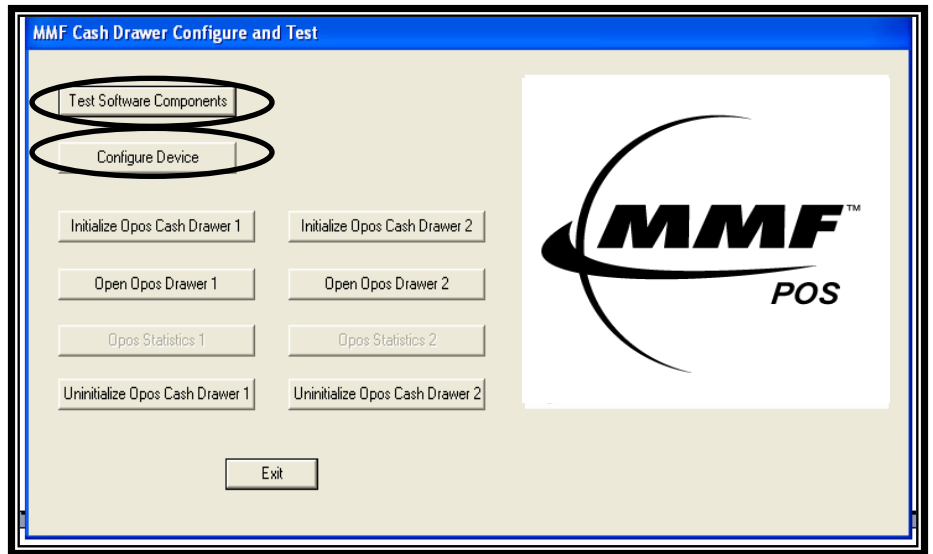 MMF Cash Drawer Configure and Test
Test Software Components
Configure Device
Initialize Opos Cash Drawer 1
Initialize Opos Cash Drawer 2
Open Opos Drawer 1
Open Opos Drawer 2
Opos Statistics 1
Opos Statistics 2
Uninitialize Opos Cash Drawer 1
Uninitialize Opos Cash Drawer 2
Exit
MMF™
POS